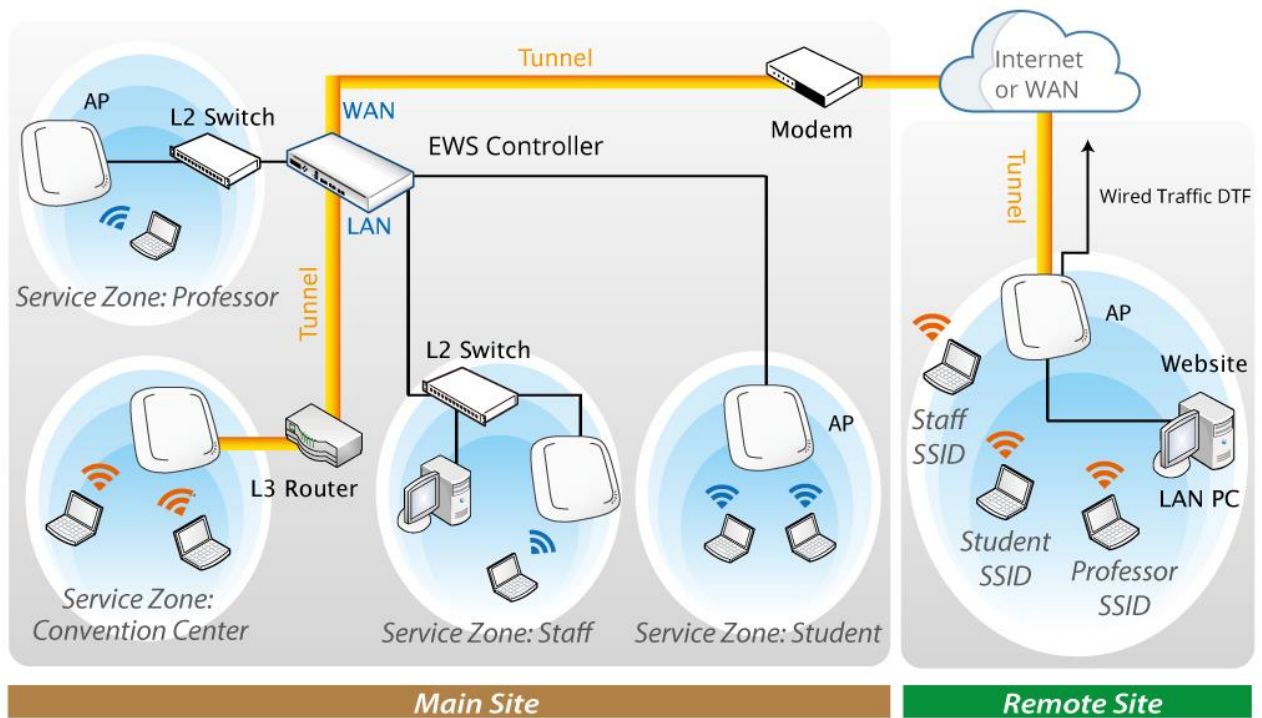 Tunnel
Internet
or WAN
AP
L2 Switch
WAN
Modem
EWS Controller
LAN
Tunnel
Wired Traffic DTF
Service Zone: Professor
Tunnel
AP
L2 Switch
Website
AP
Staff
SSID
L3 Router
LAN PC
Student
SSID
Professor
SSID
Service Zone:
Convention Center
Service Zone: Staff
Service Zone: Student
Main Site
Remote Site